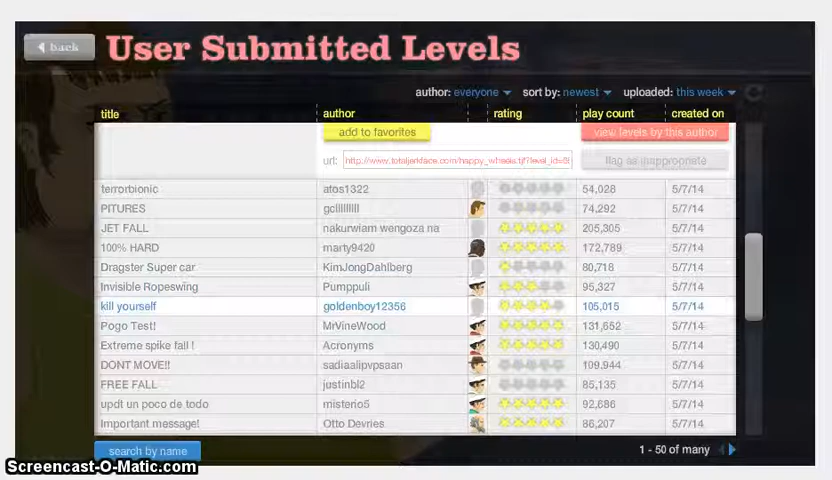 back
User Submitted Levels
author: everyone sort by: newest uploaded: this week
title author rating play count created on
add to favorites view levels by this author
url: flag as inappropriate
terrorbionic atos1322 54,028 5/7/14
PITURES 74,292 5/7/14
JET FALL nakurwiam wengoza na 205,305 5/7/14
100% HARD marty9420 172,789 5/7/14
Dragster Super car KimJongDahlberg 80,718 5/7/14
Invisible Ropeswing Pumppuli 95,327 5/7/14
kill yourself goldenboy12356 105,015 5/7/14
Pogo Test! MrVineWood 131,652 5/7/14
Extreme spike fall ! Acronyms 130,490 5/7/14
DONT MOVE!! sadiaalipvpsaan 109,944 5/7/14
FREE FALL justinbl2 85,135 5/7/14
updt un poco de todo misterio5 92,686 5/7/14
Important message! Otto Devries 86,207 5/7/14
search by name 1 - 50 of many
Screencast-O-Matic.com